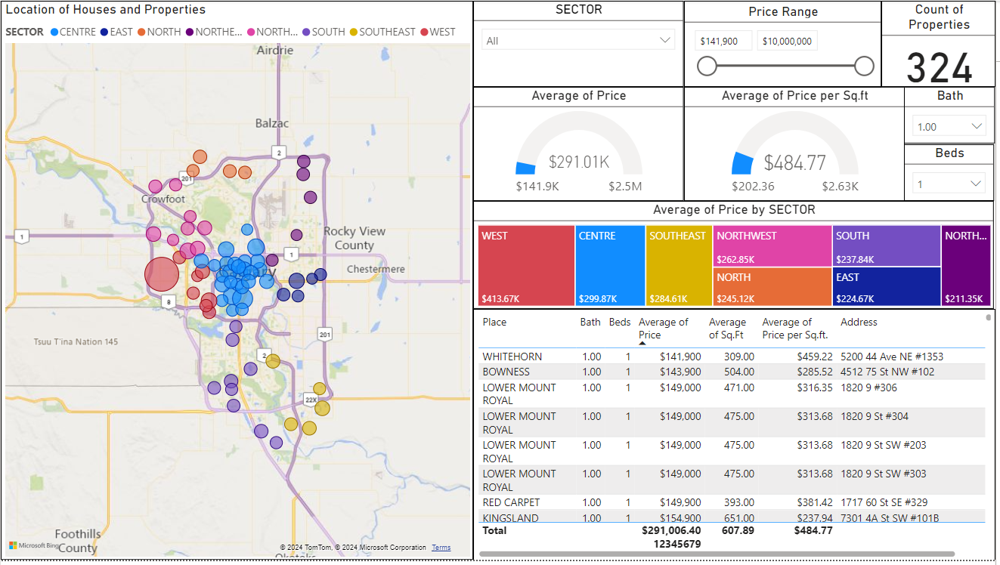 Location of Houses and Properties
SECTOR CENTRE EAST NORTH NORTHE... NORTH... SOUTH SOUTHEAST WEST
Airdrie
Balzac
2
201
Crowfoot
Rocky View
County
1
1
Chestermere
8
Tsuu T'ina Nation 145
201
2
22X
Foothills
County
Microsoft Bing
© 2024 TomTom, © 2024 Microsoft Corporation Terms
Okotoks
SECTOR
All
Price Range
$141,900 $10,000,000
Count of
Properties
324
Average of Price
$291.01K
$141.9K $2.5M
Average of Price per Sq.ft
$484.77
$202.36 $2.63K
Bath
1.00
Beds
1
Average of Price by SECTOR
WEST
$413.67K
CENTRE
$299.87K
SOUTHEAST
$284.61K
NORTHWEST
$262.85K
NORTH
$245.12K
SOUTH
$237.84K
EAST
$224.67K
NORTH...
$211.35K
Place Bath Beds Average of Price Average of Sq.Ft Average of Price per Sq.ft. Address
WHITEHORN 1.00 1 $141,900 309.00 $459.22 5200 44 Ave NE #1353
BOWNESS 1.00 1 $143,900 504.00 $285.52 4512 75 St NW #102
LOWER MOUNT 1.00 1 $149,000 471.00 $316.35 1820 9 #306
ROYAL
LOWER MOUNT 1.00 1 $149,000 475.00 $313.68 1820 9 St #304
ROYAL
LOWER MOUNT 1.00 1 $149,000 475.00 $313.68 1820 9 St SW #203
ROYAL
LOWER MOUNT 1.00 1 $149,000 475.00 $313.68 1820 9 St SW #303
ROYAL
RED CARPET 1.00 1 $149,900 393.00 $381.42 1717 60 St SE #329
KINGSLAND 1.00 1 $154,900 651.00 $237.94 7301 4A St SW #101B
Total $291,006.40 607.89 $484.77
12345679